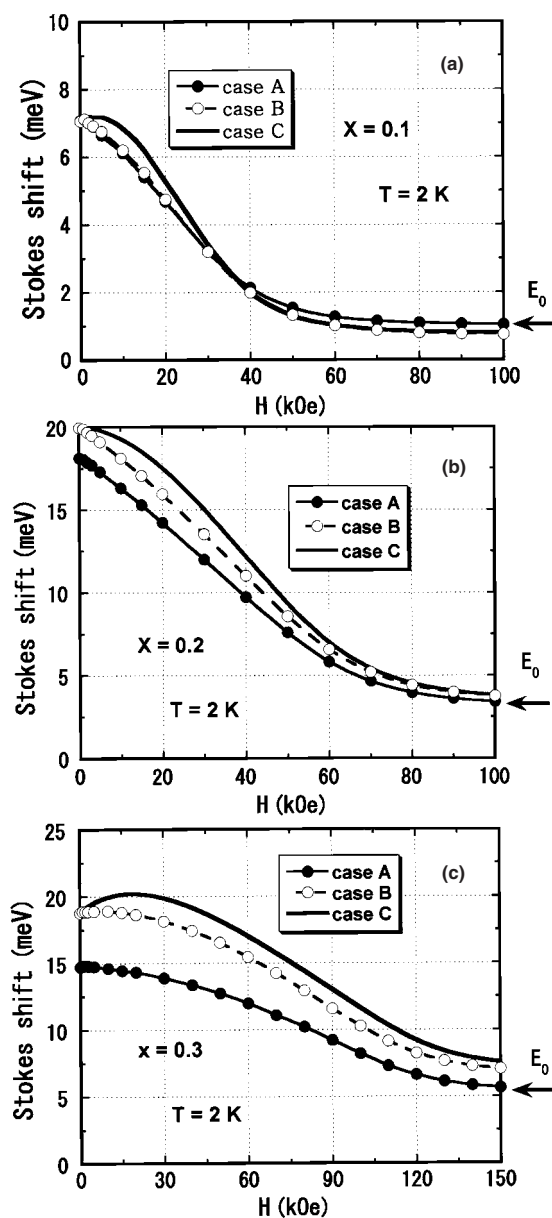 10
8
6
4
2
0
Stokes shift (meV)
(a)
case A
case B
case C
X = 0.1
T = 2 K
E0
0 20 40 60 80 100
H (kOe)
20
15
10
5
0
Stokes shift (meV)
(b)
case A
case B
case C
X = 0.2
T = 2 K
E0
0 20 40 60 80 100
H (kOe)
25
20
15
10
5
0
Stokes shift (meV)
(c)
case A
case B
case C
x = 0.3
T = 2 K
E0
0 30 60 90 120 150
H (kOe)